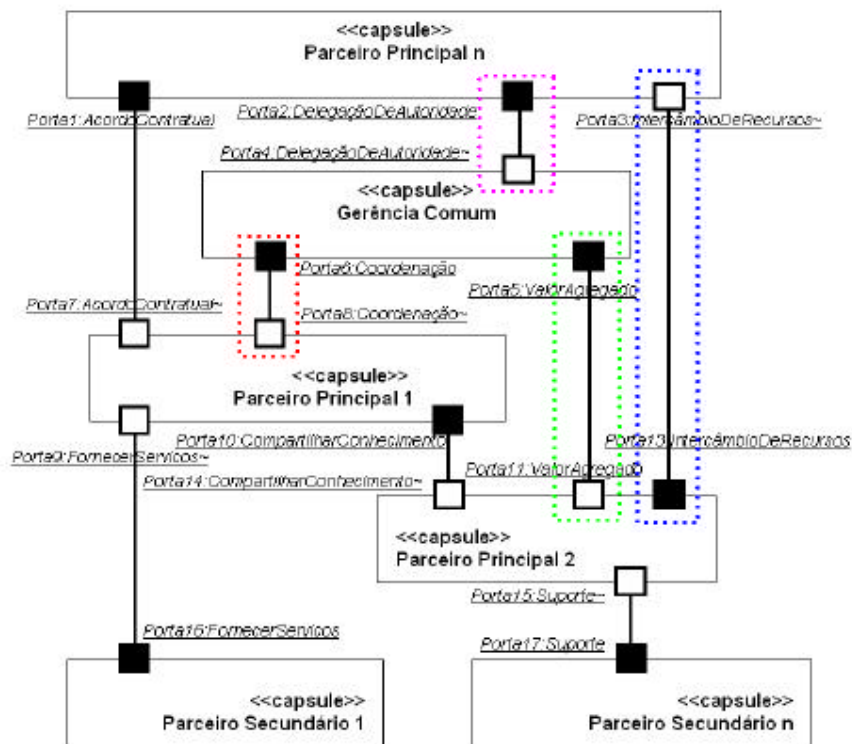 <<capsule>>
Parceiro Principal n
Porta1:AcordoContratual
Porta2:DelegaçãoDeAutoridade
Porta3:IntercâmbioDeRecursos~
Porta4:DelegaçãoDeAutoridade~
<<capsule>>
Gerência Comum
Porta6:Coordenação
Porta5:ValorAgregado
Porta7:AcordoContratual~
Porta8:Coordenação~
<<capsule>>
Parceiro Principal 1
Porta10:CompartilharConhecimento
Porta13:IntercâmbioDeRecursos
Porta9:FornecerServicos~
Porta11:ValorAgregado
Porta14:CompartilharConhecimento~
<<capsule>>
Parceiro Principal 2
Porta15:Suporte~
Porta16:FornecerServicos
Porta17:Suporte
<<capsule>>
Parceiro Secundário 1
<<capsule>>
Parceiro Secundário n